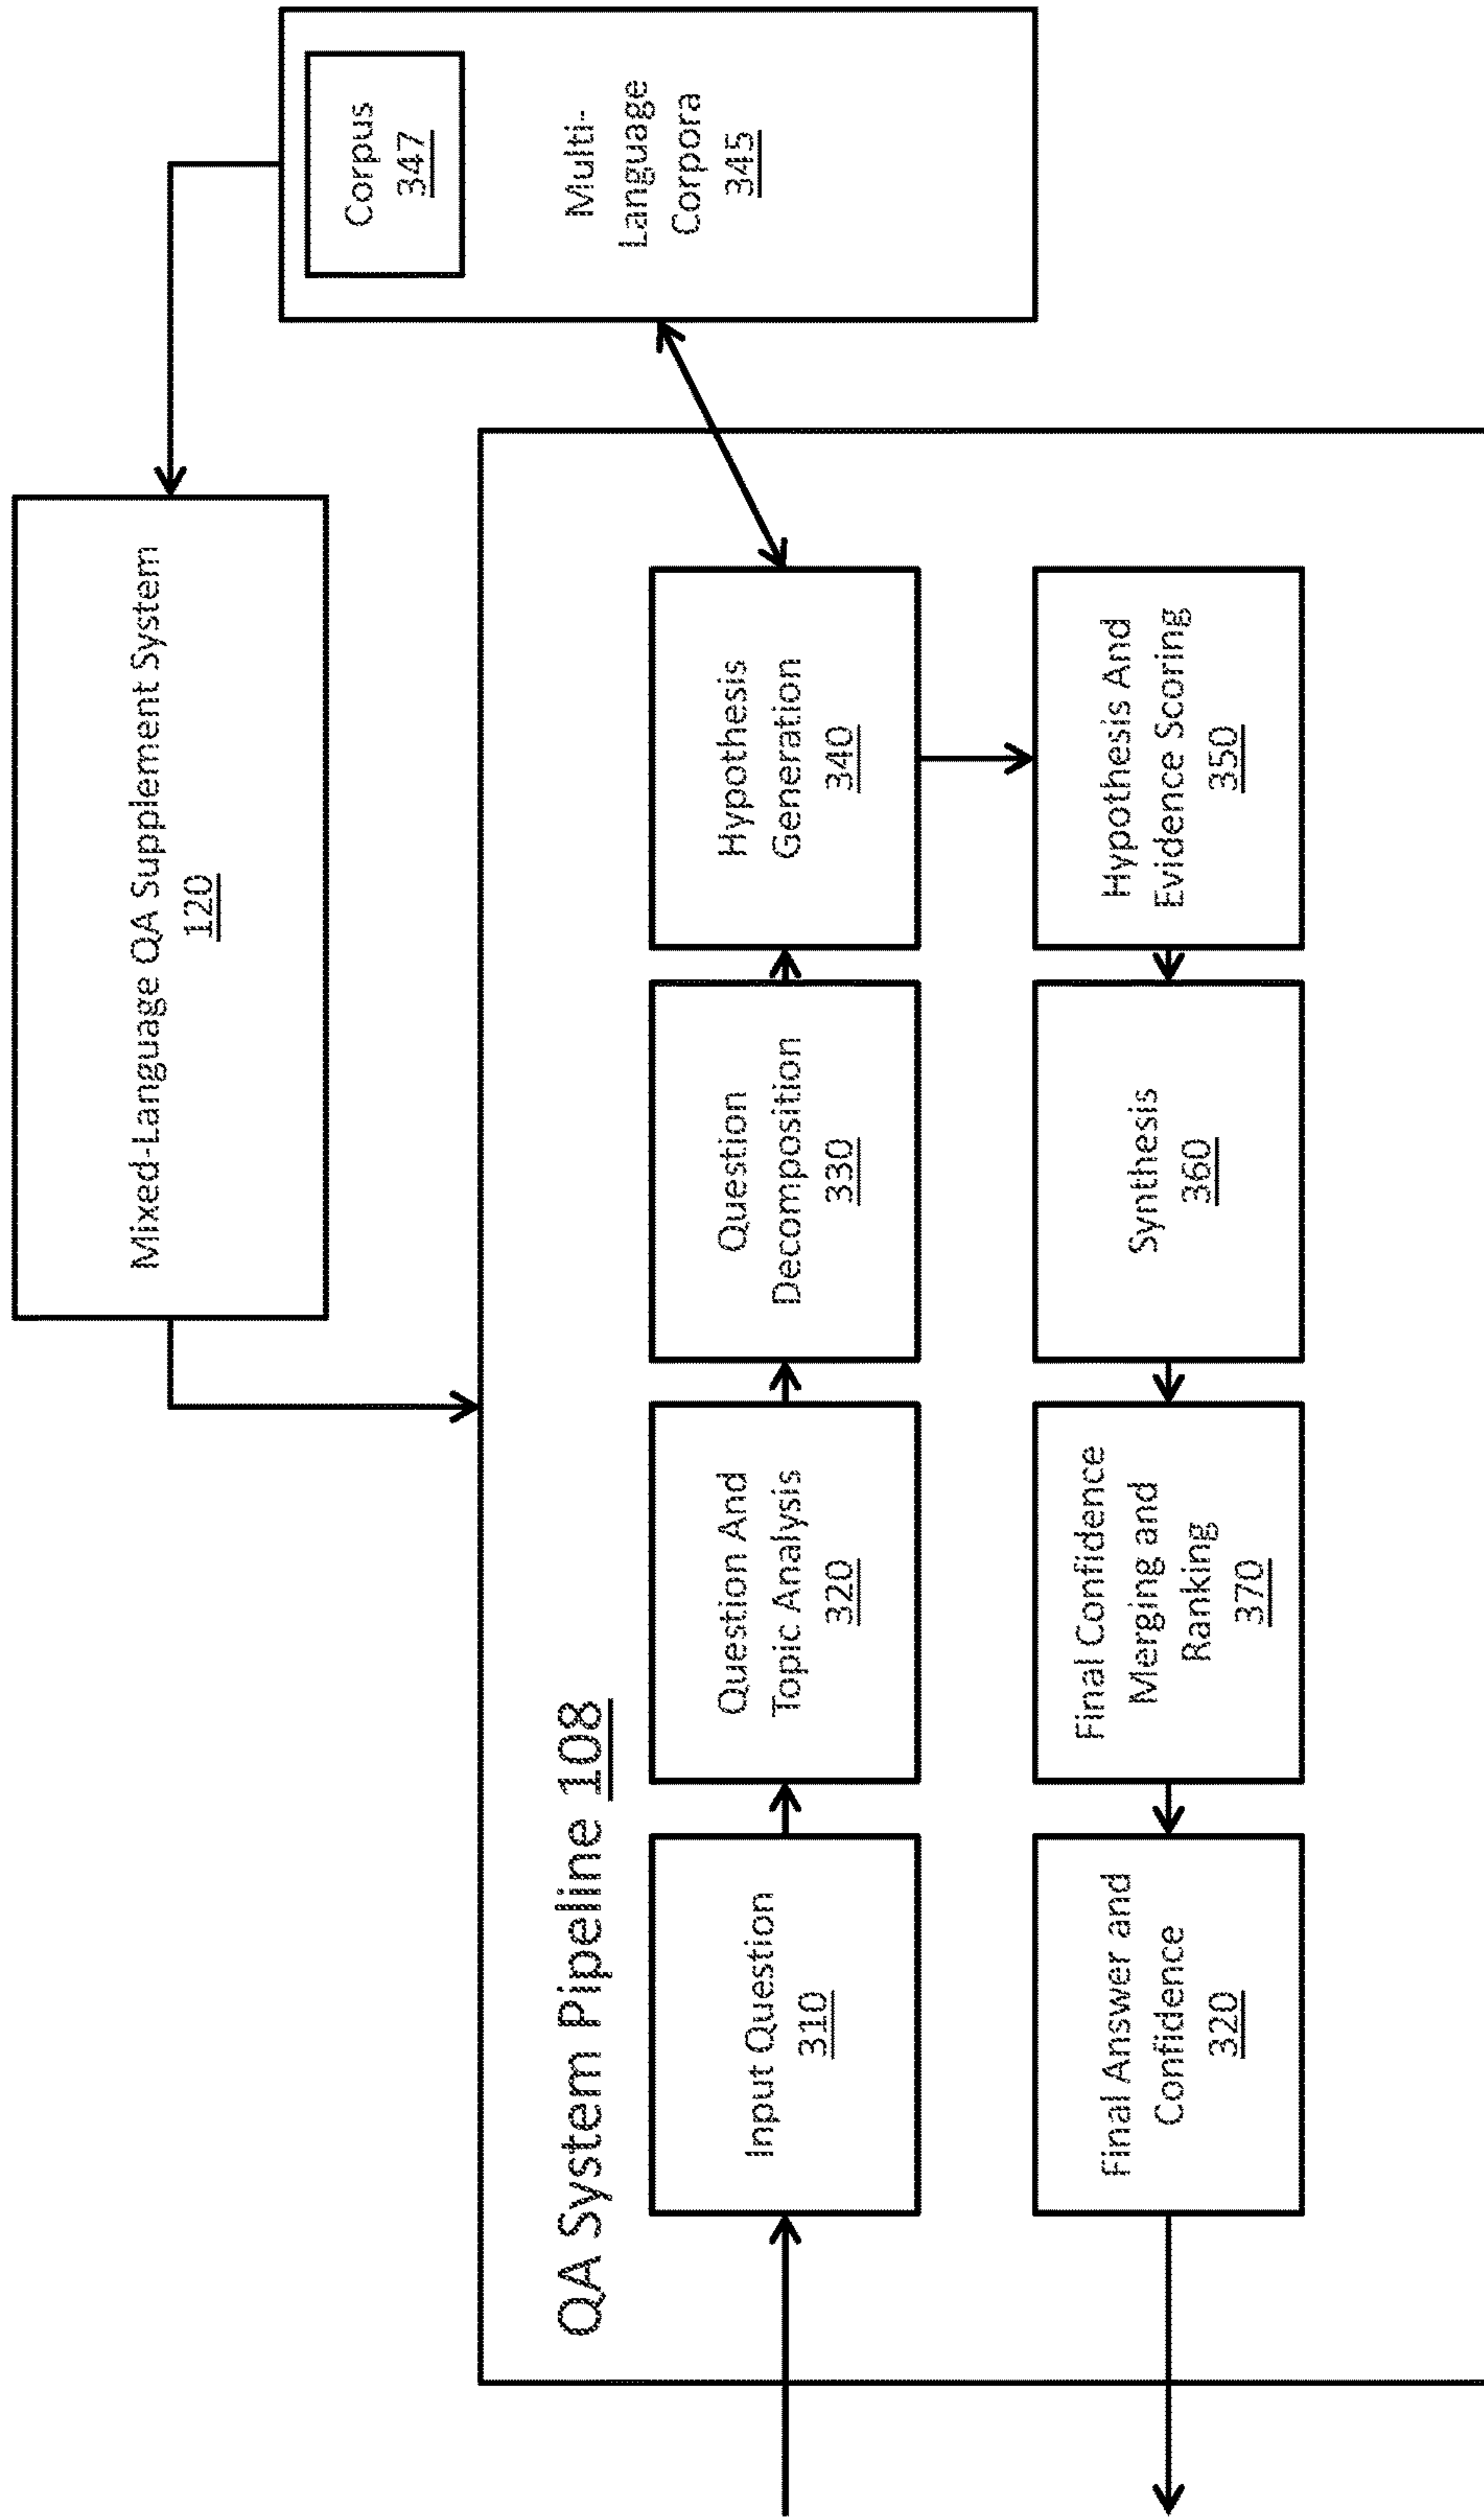 Mixed-Language QA Supplement System
120
Corpus
347
Multi-
Language
Corpora
345
QA System Pipeline 108
Input Question
310
Question And
Topic Analysis
320
Question
Decomposition
330
Hypothesis
Generation
340
Final Answer and
Confidence
320
Final Confidence
Merging and
Ranking
370
Synthesis
360
Hypothesis And
Evidence Scoring
350